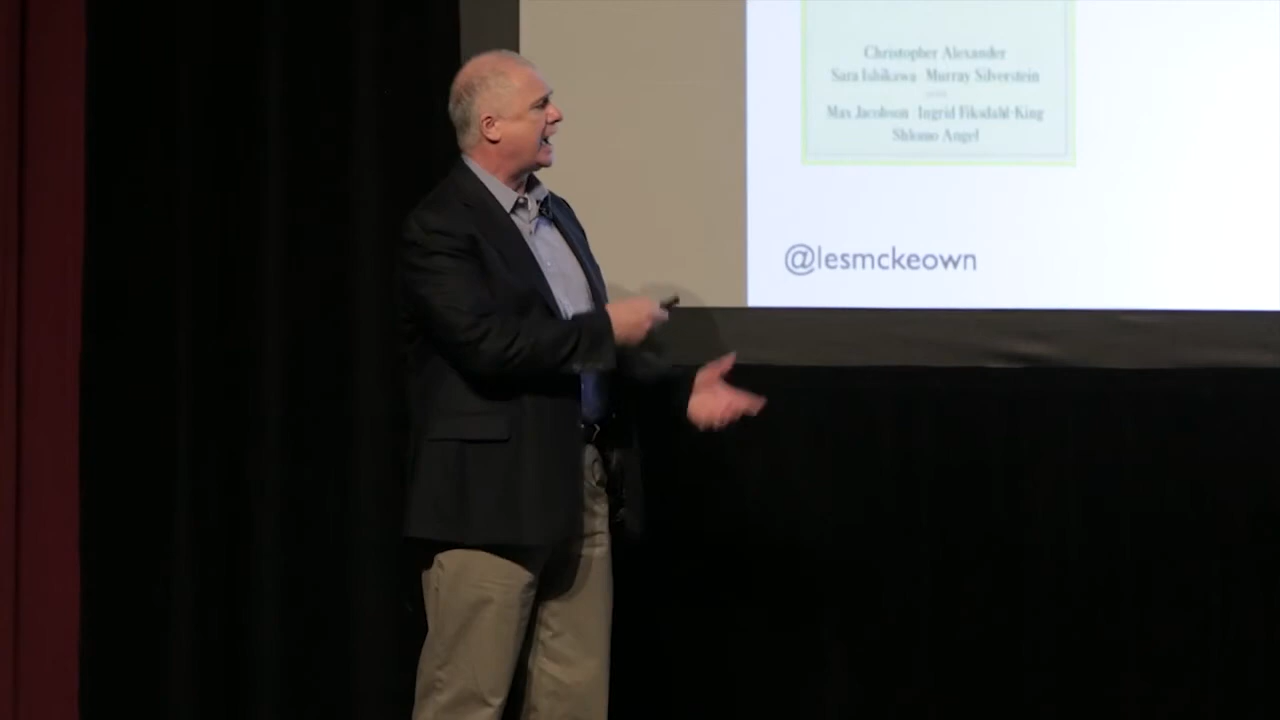 Christopher Alexander
Sara Ishikawa Murray Silverstein
Max Jacobson Ingrid Fiksdahl-King
Shlomo Angel
@lesmckeown